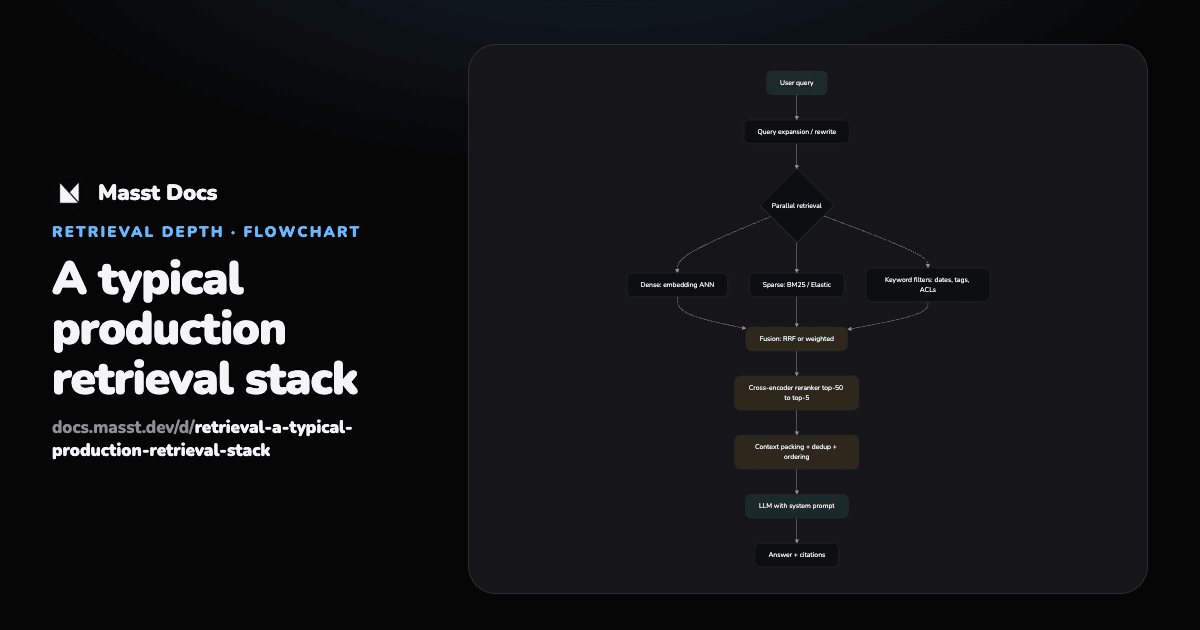 Masst Docs
RETRIEVAL DEPTH · FLOWCHART
A typical
production
retrieval stack
docs.masst.dev/d/retrieval-a-typical-
production-retrieval-stack
User query
Query expansion / rewrite
Parallel retrieval
Dense: embedding ANN
Sparse: BM25 / Elastic
Keyword filters: dates, tags,
ACLs
Fusion: RRF or weighted
Cross-encoder reranker top-50
to top-5
Context packing + dedup +
ordering
LLM with system prompt
Answer + citations